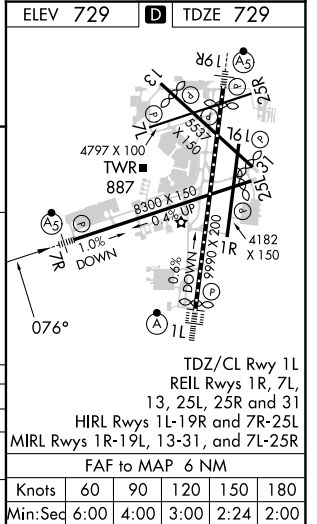 ELEV 729 D TDZE 729
A5
19R
13
P
25R
P
P
7L
4797 X 100
5537 X 150
P
19L
P
TWR
887
25L
31
P
8300 X 150
0.4% UP
A5
P
7R
1.0%
DOWN
0.6%
DOWN
9990 X 200
1R
4182
X 150
076°
P
A
1L
TDZ/CL Rwy 1L
REIL Rwys 1R, 7L,
13, 25L, 25R and 31
HIRL Rwys 1L-19R and 7R-25L
MIRL Rwys 1R-19L, 13-31, and 7L-25R
FAF to MAP 6 NM
Knots 60 90 120 150 180
Min:Sec 6:00 4:00 3:00 2:24 2:00